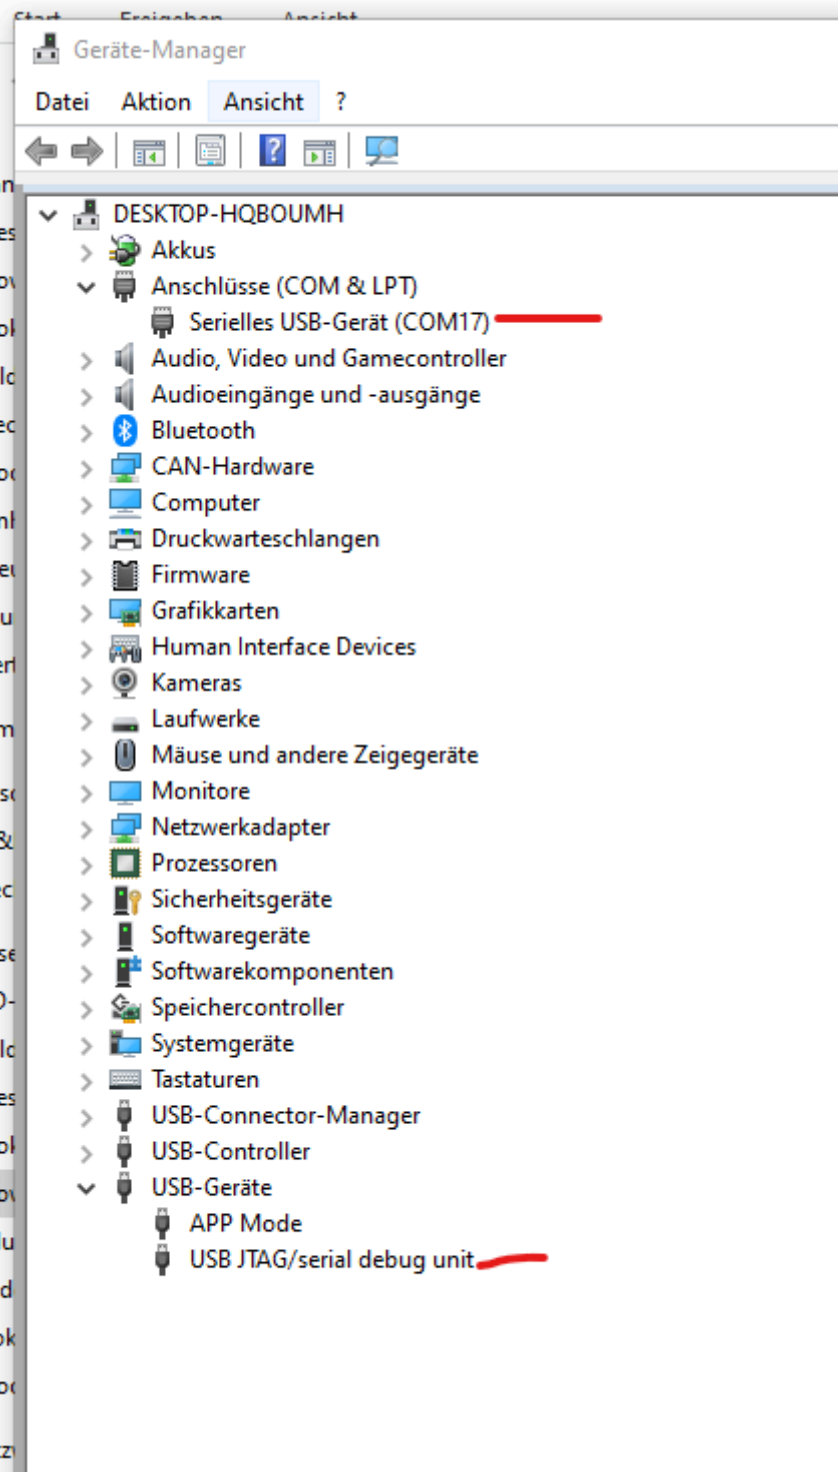 Geräte-Manager
Datei Aktion Ansicht ?
DESKTOP-HQBOUMH
Akkus
Anschlüsse (COM & LPT)
Serielles USB-Gerät (COM17)
Audio, Video und Gamecontroller
Audioeingänge und -ausgänge
Bluetooth
CAN-Hardware
Computer
Druckwarteschlangen
Firmware
Grafikkarten
Human Interface Devices
Kameras
Laufwerke
Mäuse und andere Zeigegeräte
Monitore
Netzwerkadapter
Prozessoren
Sicherheitsgeräte
Softwaregeräte
Softwarekomponenten
Speichercontroller
Systemgeräte
Tastaturen
USB-Connector-Manager
USB-Controller
USB-Geräte
APP Mode
USB JTAG/serial debug unit